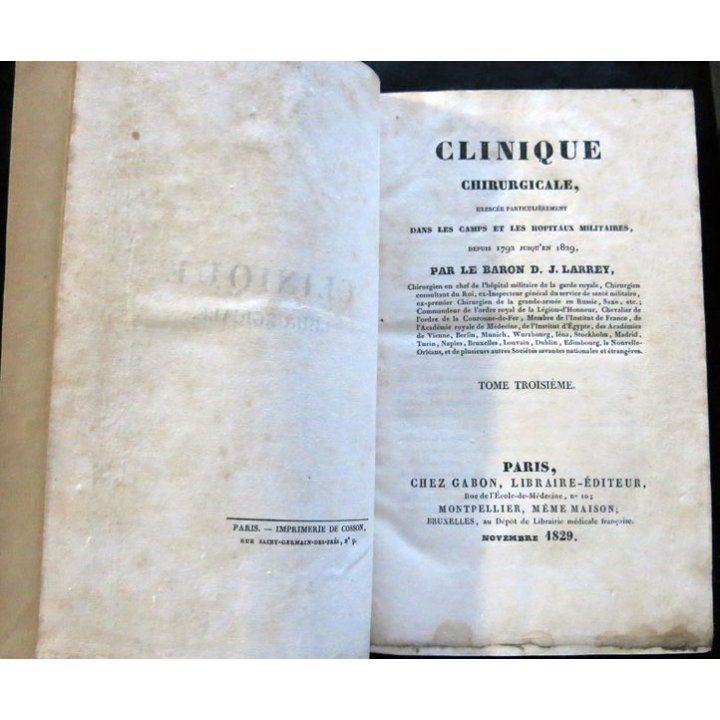 PARIS. — IMPRIMERIE DE COSSON,
RUE SAINT-GERMAIN-DES-PRÉS, N° 9.
CLINIQUE
CHIRURGICALE,
EXERCÉE PARTICULIÈREMENT
DANS LES CAMPS ET LES HOPITAUX MILITAIRES,
DEPUIS 1792 JUSQU'EN 1829,
PAR LE BARON D. J. LARREY,
Chirurgien en chef de l'hôpital militaire de la garde royale, Chirurgien
consultant du Roi, ex-Inspecteur général du service de santé militaire,
ex-premier Chirurgien de la grande-armée en Russie, Saxe, etc.;
Commandeur de l'ordre royal de la Légion-d'Honneur, Chevalier de
l'ordre de la Couronne-de-Fer, Membre de l'Institut de France, de
l'Académie royale de Médecine, de l'Institut d'Égypte, des Académies
de Vienne, Berlin, Munich, Wurzbourg, Iéna, Stockholm, Madrid,
Turin, Naples, Bruxelles, Louvain, Dublin, Edimbourg, la Nouvelle-
Orléans, et de plusieurs autres Sociétés savantes nationales et étrangères.
TOME TROISIÈME.
PARIS,
CHEZ GABON, LIBRAIRE-ÉDITEUR,
Rue de l'École-de-Médecine, n° 10;
MONTPELLIER, MÊME MAISON;
BRUXELLES, au Dépôt de Librairie médicale française.
NOVEMBRE 1829.